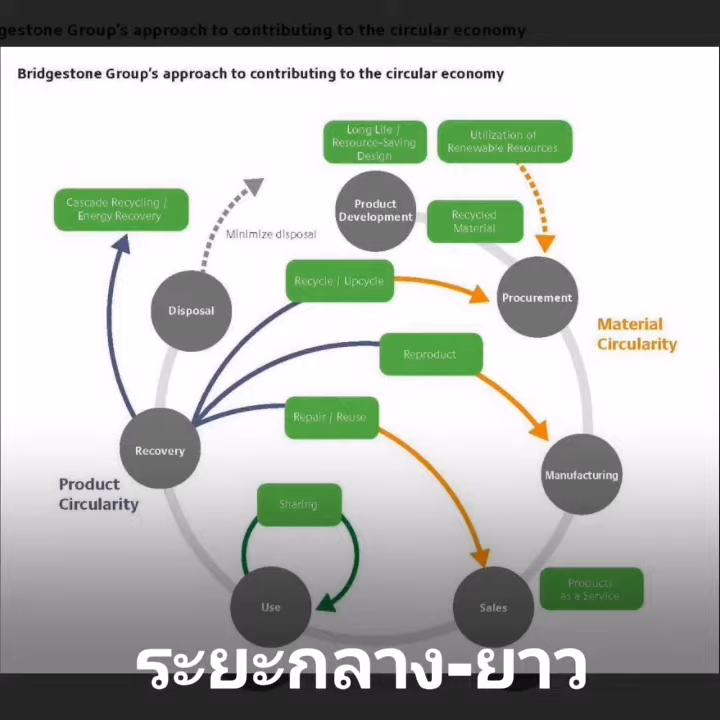 gestone Group's approach to contributing to the circular economy
Bridgestone Group's approach to contributing to the circular economy
Long Life /
Resource-Saving
Design
Utilization of
Renewable Resources
Cascade Recycling /
Energy Recovery
Product
Development
Recycled
Material
Minimize disposal
Recycle / Upcycle
Procurement
Disposal
Material
Circularity
Reproduct
Repair / Reuse
Recovery
Manufacturing
Product
Circularity
Sharing
Products
as a Service
Use
Sales
ระยะกลาง-ยาว